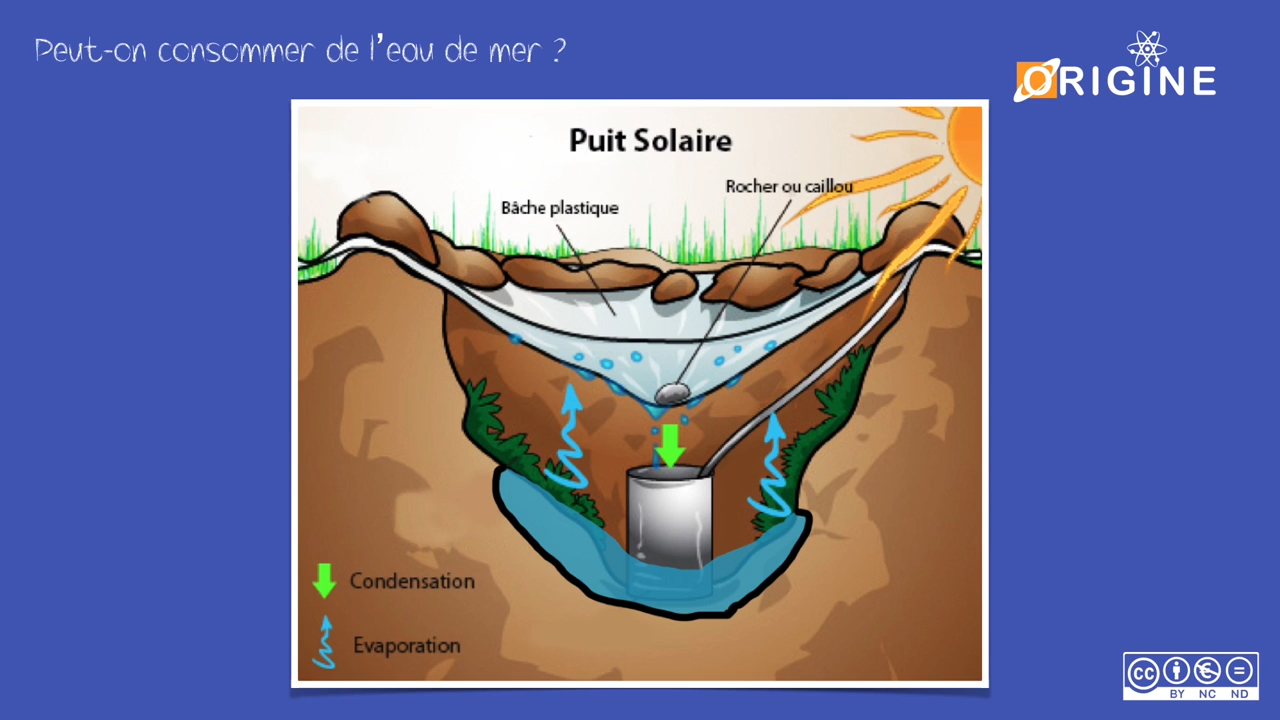 Peut-on consommer de l'eau de mer ?
ORIGINE
Puit Solaire
Rocher ou caillou
Bâche plastique
Condensation
Evaporation
cc
BY NC ND